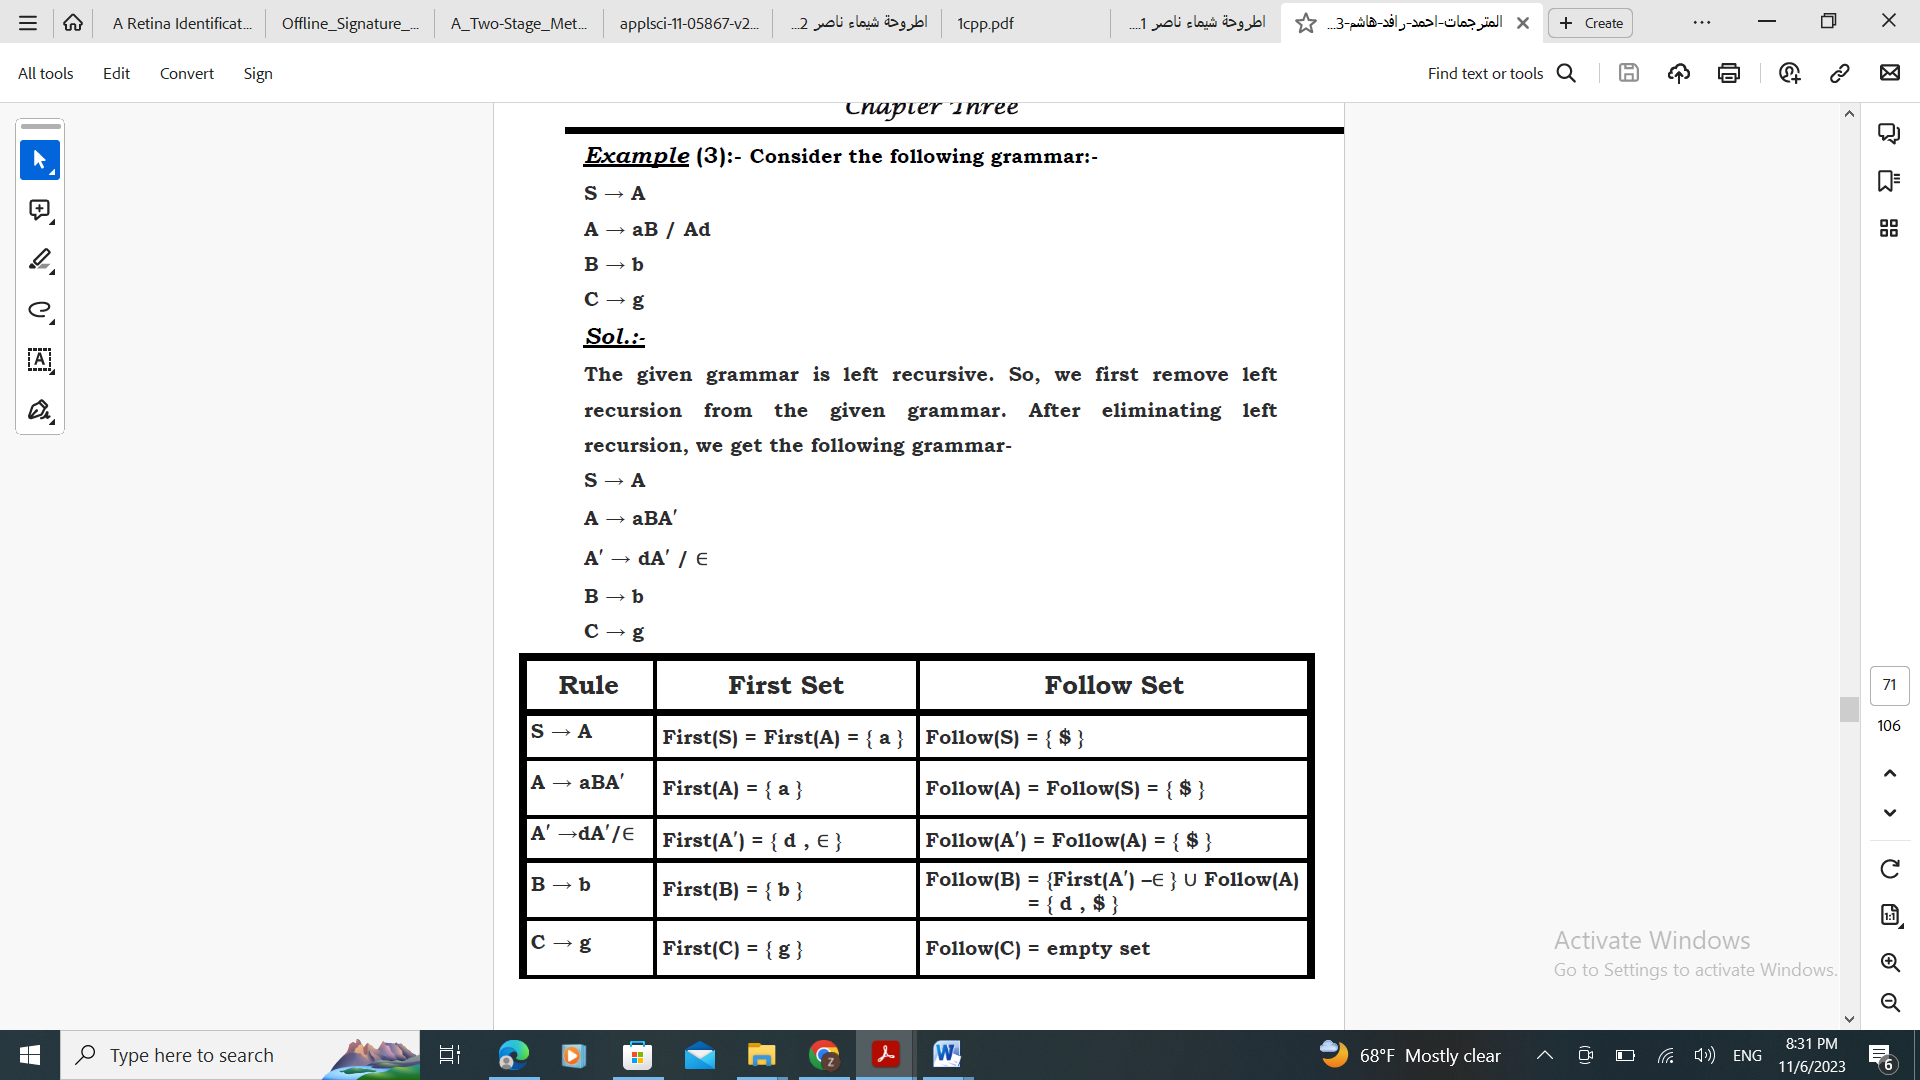 A Retina Identificat...
Offline_Signature_...
A_Two-Stage_Met...
applsci-11-05867-v2...
اطروحة شيماء ناصر 2...
1cpp.pdf
اطروحة شيماء ناصر 1....
المترجمات-احمد-رافد-هاشم-3...
+ Create
All tools
Edit
Convert
Sign
Find text or tools
Chapter Three
Example (3):- Consider the following grammar:-
S → A
A → aB / Ad
B → b
C → g
Sol.:-
The given grammar is left recursive. So, we first remove left
recursion from the given grammar. After eliminating left
recursion, we get the following grammar-
S → A
A → aBA′
A′ → dA′ / ∈
B → b
C → g
Rule First Set Follow Set
S → A First(S) = First(A) = { a } Follow(S) = { $ }
A → aBA′ First(A) = { a } Follow(A) = Follow(S) = { $ }
A′ →dA′/∈ First(A′) = { d , ∈ } Follow(A′) = Follow(A) = { $ }
B → b First(B) = { b } Follow(B) = {First(A′) –∈ } ∪ Follow(A)
= { d , $ }
C → g First(C) = { g } Follow(C) = empty set
71
106
1:1
Activate Windows
Go to Settings to activate Windows.
Type here to search
68°F Mostly clear
ENG
8:31 PM
11/6/2023
6